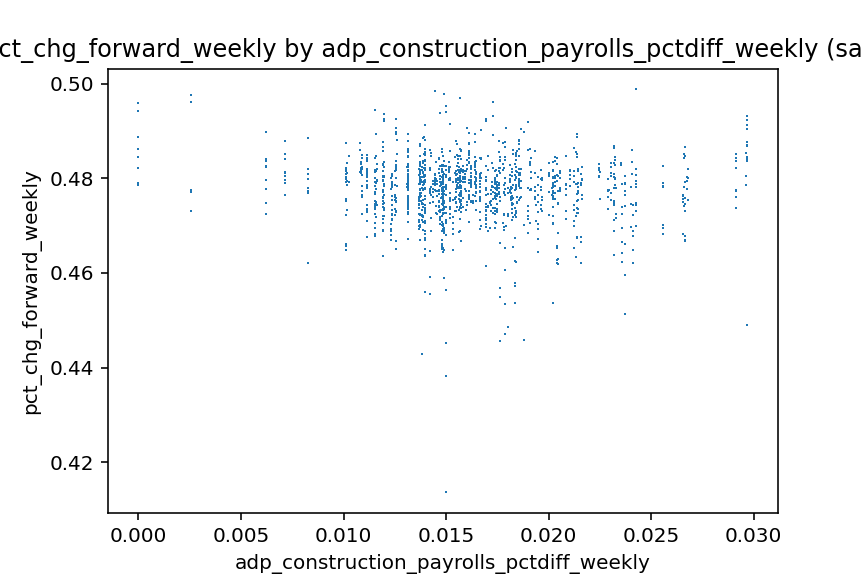 ct_chg_forward_weekly by adp_construction_payrolls_pctdiff_weekly (sa
0.50
0.48
0.46
0.44
0.42
pct_chg_forward_weekly
0.000 0.005 0.010 0.015 0.020 0.025 0.030
adp_construction_payrolls_pctdiff_weekly